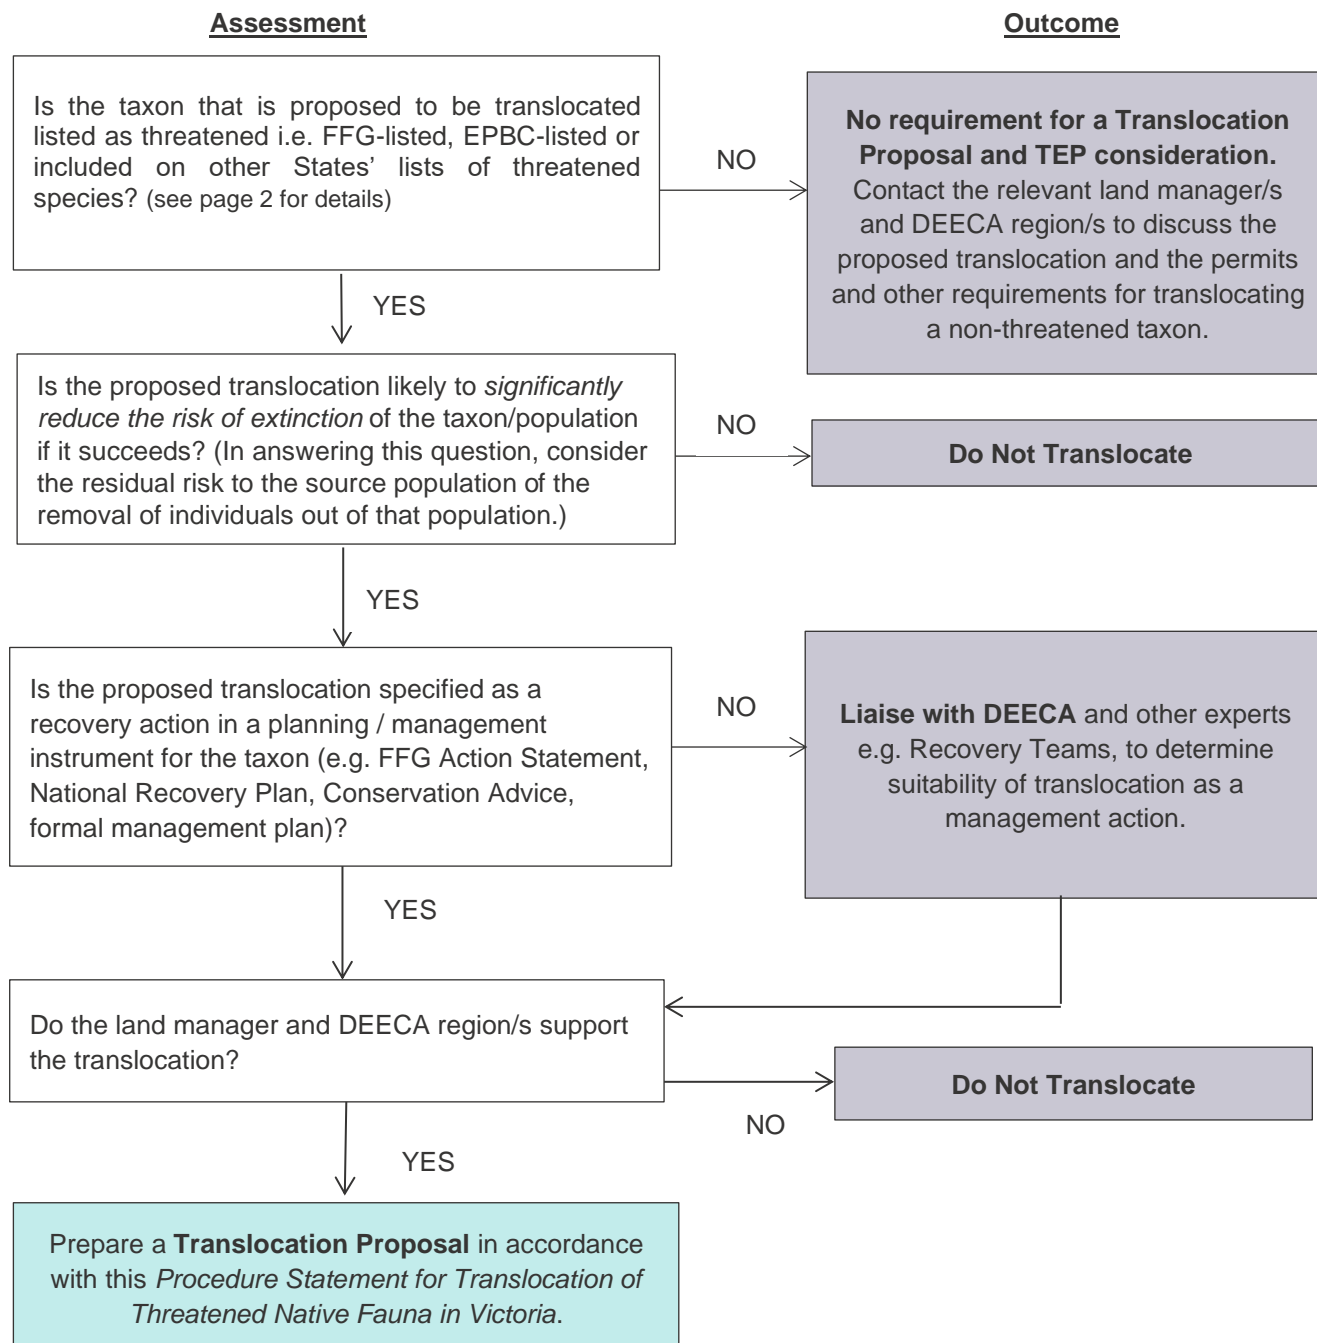 Assessment
Outcome
Is the taxon that is proposed to be translocated
listed as threatened i.e. FFG-listed, EPBC-listed or
included on other States’ lists of threatened
species? (see page 2 for details)
NO
No requirement for a Translocation
Proposal and TEP consideration.
Contact the relevant land manager/s
and DEECA region/s to discuss the
proposed translocation and the permits
and other requirements for translocating
a non-threatened taxon.
YES
Is the proposed translocation likely to significantly
reduce the risk of extinction of the taxon/population
if it succeeds? (In answering this question, consider
the residual risk to the source population of the
removal of individuals out of that population.)
NO
Do Not Translocate
YES
Is the proposed translocation specified as a
recovery action in a planning / management
instrument for the taxon (e.g. FFG Action Statement,
National Recovery Plan, Conservation Advice,
formal management plan)?
NO
Liaise with DEECA and other experts
e.g. Recovery Teams, to determine
suitability of translocation as a
management action.
YES
Do the land manager and DEECA region/s support
the translocation?
NO
Do Not Translocate
YES
Prepare a Translocation Proposal in accordance
with this Procedure Statement for Translocation of
Threatened Native Fauna in Victoria.